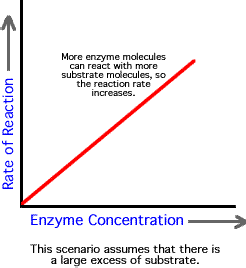 More enzyme molecules
can react with more
substrate molecules, so
the reaction rate
increases.
Rate of Reaction
Enzyme Concentration
This scenario assumes that there is
a large excess of substrate.